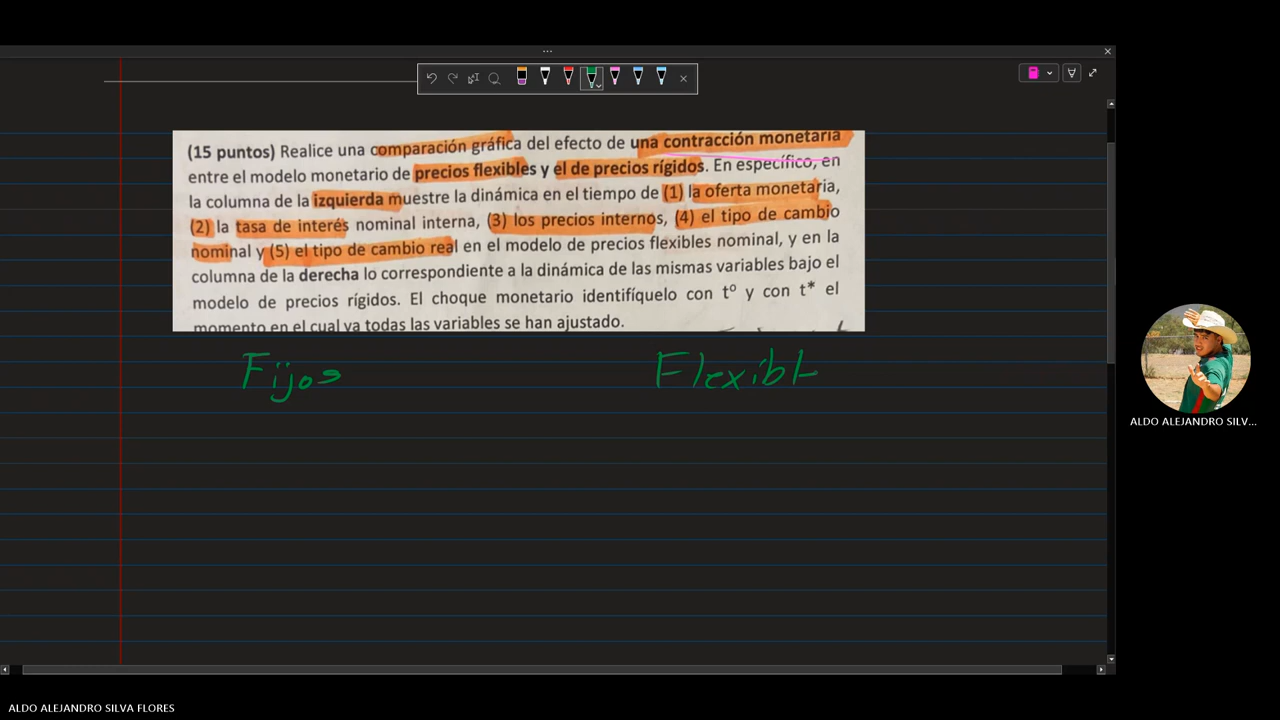 (15 puntos) Realice una comparación gráfica del efecto de una contracción monetaria
entre el modelo monetario de precios flexibles y el de precios rígidos. En específico, en
la columna de la izquierda muestre la dinámica en el tiempo de (1) la oferta monetaria,
(2) la tasa de interés nominal interna, (3) los precios internos, (4) el tipo de cambio
nominal y (5) el tipo de cambio real en el modelo de precios flexibles nominal, y en la
columna de la derecha lo correspondiente a la dinámica de las mismas variables bajo el
modelo de precios rígidos. El choque monetario identifíquelo con t° y con t* el
momento en el cual ya todas las variables se han ajustado.
Fijos Flexibl
ALDO ALEJANDRO SILV...
ALDO ALEJANDRO SILVA FLORES